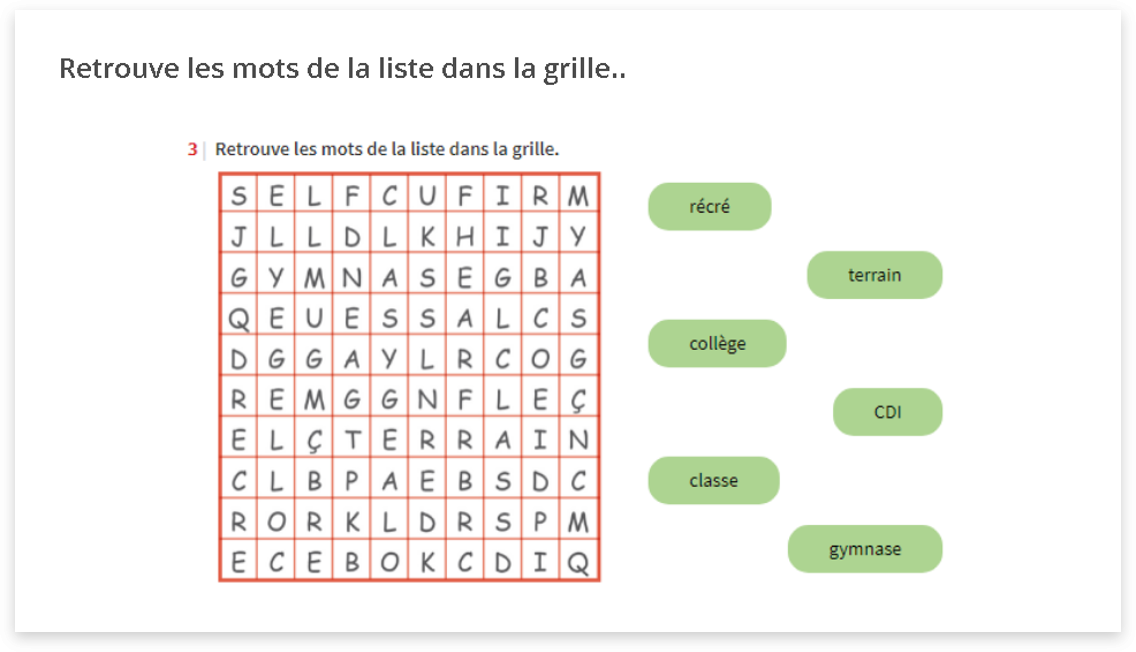 Retrouve les mots de la liste dans la grille..
3 | Retrouve les mots de la liste dans la grille.
S E L F C U F I R M
J L L D L K H I J Y
G Y M N A S E G B A
Q E U E S S A L C S
D G G A Y L R C O G
R E M G G N F L E Ç
E L Ç T E R R A I N
C L B P A E B S D C
R O R K L D R S P M
E C E B O K C D I Q
récré
terrain
collège
CDI
classe
gymnase